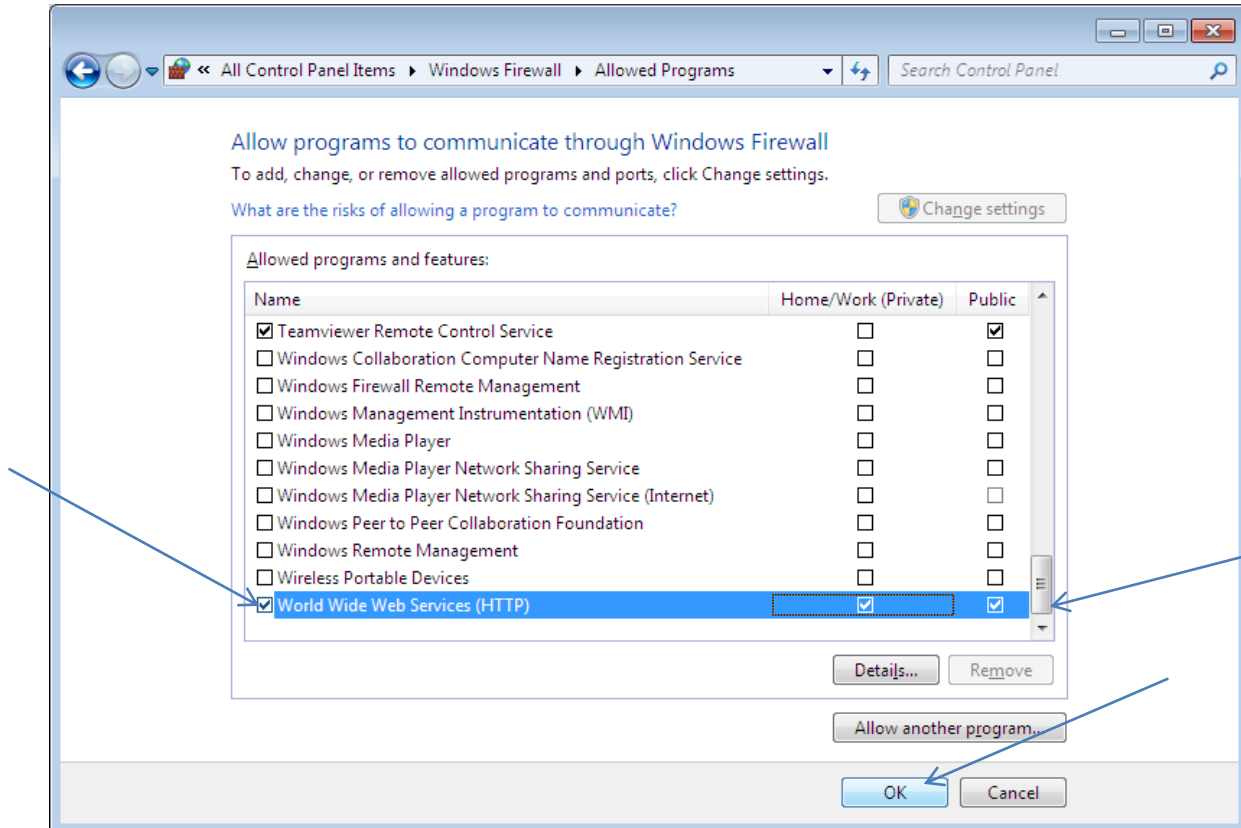 « All Control Panel Items ▸ Windows Firewall ▸ Allowed Programs Search Control Panel
Allow programs to communicate through Windows Firewall
To add, change, or remove allowed programs and ports, click Change settings.
What are the risks of allowing a program to communicate? Change settings
Allowed programs and features:
Name Home/Work (Private) Public
Teamviewer Remote Control Service
Windows Collaboration Computer Name Registration Service
Windows Firewall Remote Management
Windows Management Instrumentation (WMI)
Windows Media Player
Windows Media Player Network Sharing Service
Windows Media Player Network Sharing Service (Internet)
Windows Peer to Peer Collaboration Foundation
Windows Remote Management
Wireless Portable Devices
World Wide Web Services (HTTP)
Details... Remove
Allow another program...
OK Cancel